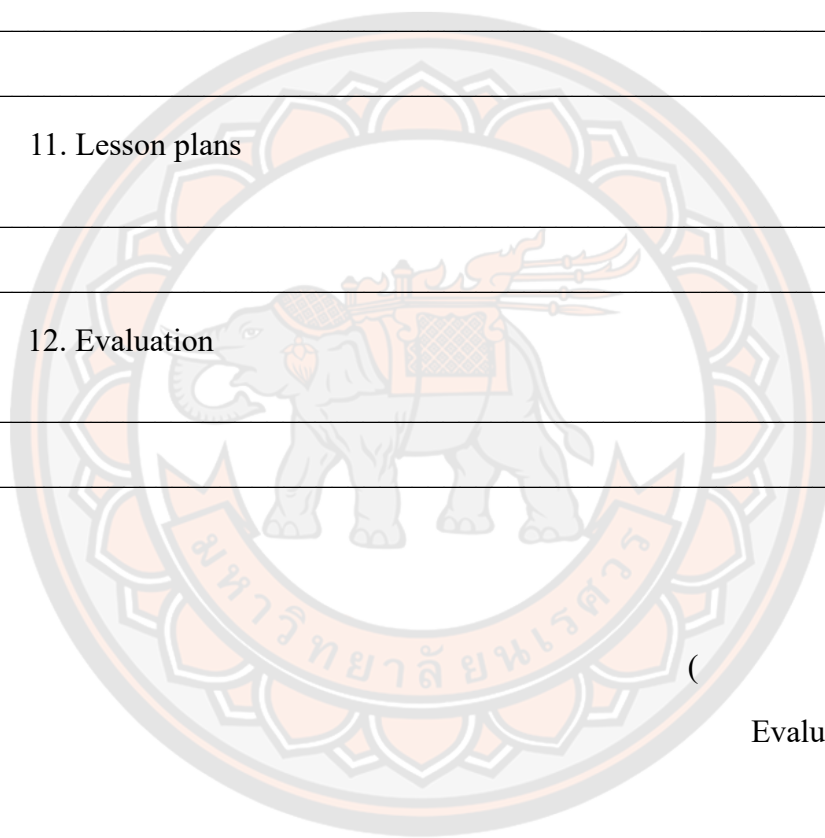 11. Lesson plans
12. Evaluation
มหาวิทยาลัยนเรศวร
(
Evalu